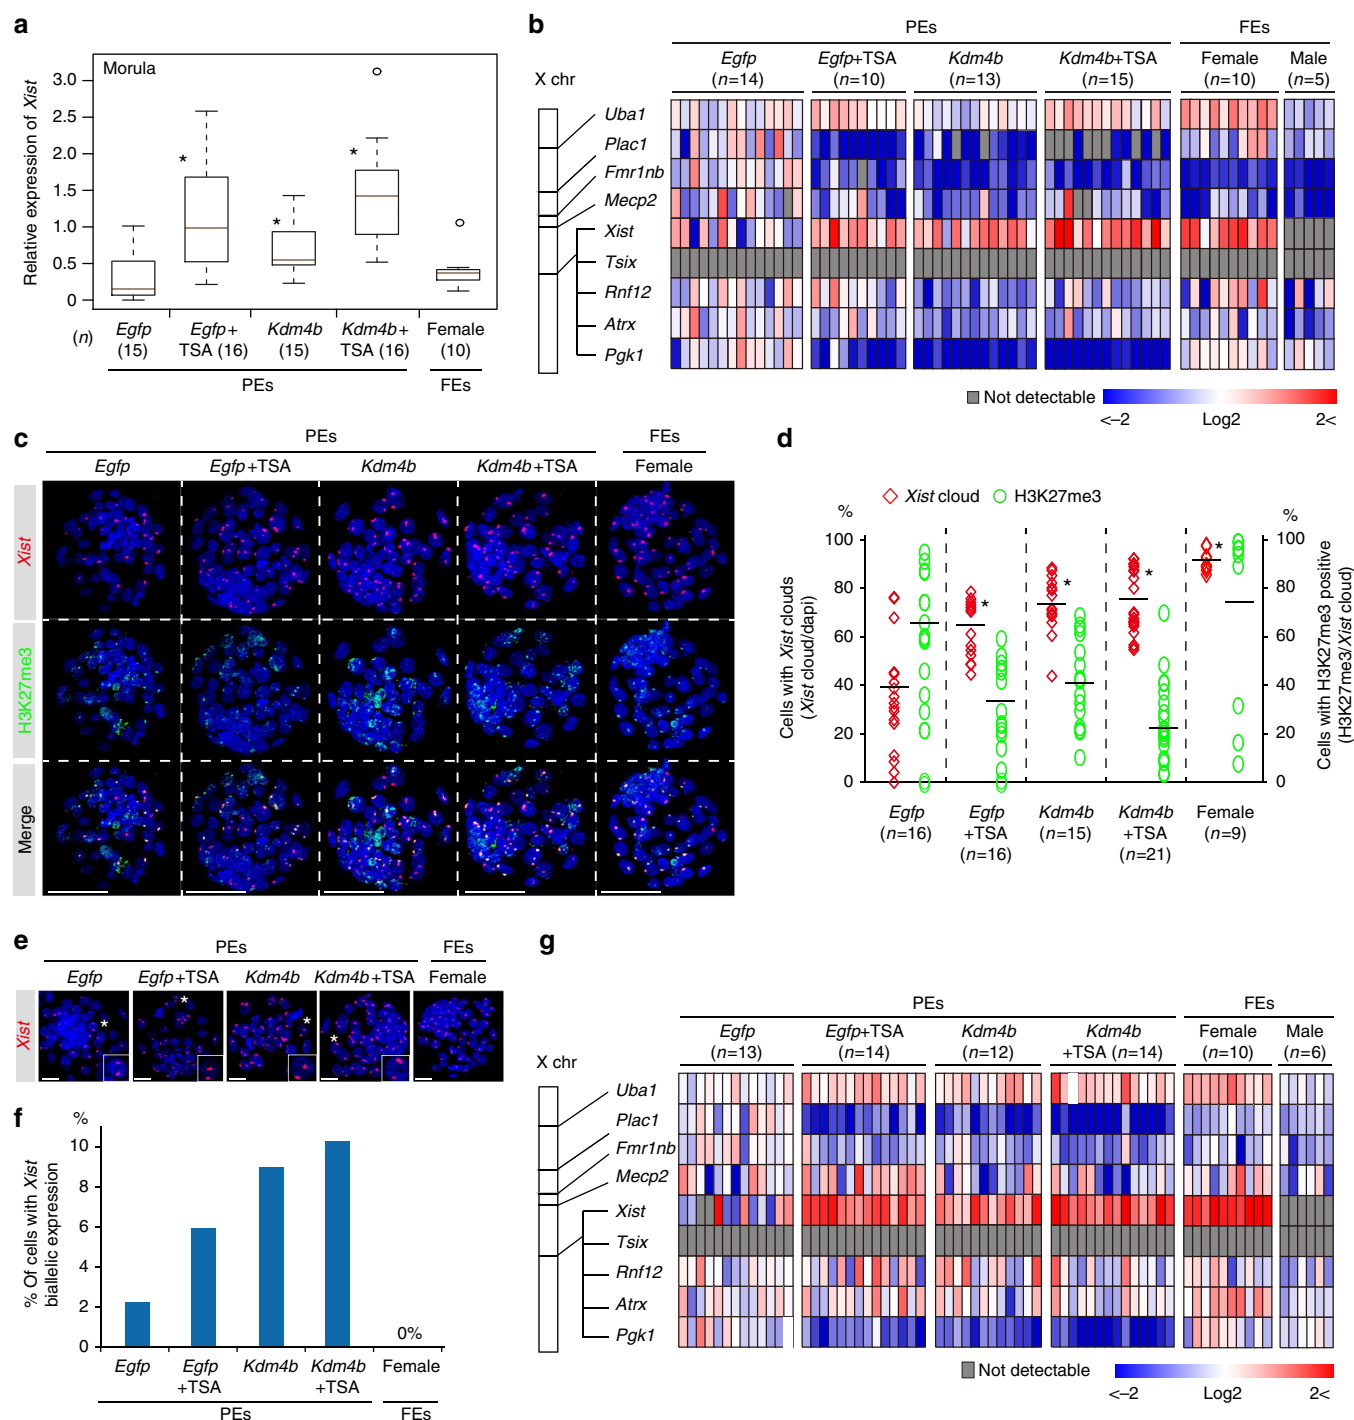 a
Relative expression of Xist
Morula
3.0
2.5
2.0
1.5
1.0
0.5
0
*
*
*
(n)
Egfp (15)
Egfp+ TSA (16)
Kdm4b (15)
Kdm4b+ TSA (16)
Female (10)
PEs
FEs
b
PEs
FEs
Egfp (n=14)
Egfp+TSA (n=10)
Kdm4b (n=13)
Kdm4b+TSA (n=15)
Female (n=10)
Male (n=5)
X chr
Uba1
Plac1
Fmr1nb
Mecp2
Xist
Tsix
Rnf12
Atrx
Pgk1
Not detectable
<–2
Log2
2<
c
PEs
FEs
Egfp
Egfp+TSA
Kdm4b
Kdm4b+TSA
Female
Xist
H3K27me3
Merge
d
Xist cloud
H3K27me3
%
%
Cells with Xist clouds
(Xist cloud/dapi)
100
80
60
40
20
0
*
*
*
*
100
80
60
40
20
0
Cells with H3K27me3 positive
(H3K27me3/Xist cloud)
Egfp (n=16)
Egfp +TSA (n=16)
Kdm4b (n=15)
Kdm4b +TSA (n=21)
Female (n=9)
e
PEs
FEs
Egfp
Egfp+TSA
Kdm4b
Kdm4b+TSA
Female
Xist
*
*
*
*
f
%
% Of cells with Xist
biallelic expression
10
8
6
4
2
0
0%
Egfp
Egfp +TSA
Kdm4b
Kdm4b +TSA
Female
PEs
FEs
g
PEs
FEs
Egfp (n=13)
Egfp+TSA (n=14)
Kdm4b (n=12)
Kdm4b +TSA (n=14)
Female (n=10)
Male (n=6)
X chr
Uba1
Plac1
Fmr1nb
Mecp2
Xist
Tsix
Rnf12
Atrx
Pgk1
Not detectable
<–2
Log2
2<